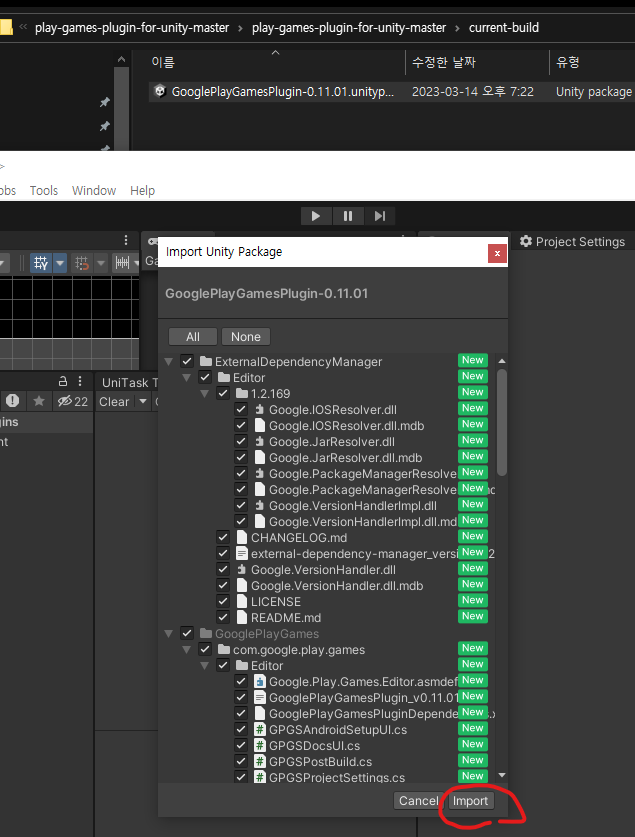 play-games-plugin-for-unity-master > play-games-plugin-for-unity-master > current-build
이름 수정한 날짜 유형
GooglePlayGamesPlugin-0.11.01.unityp... 2023-03-14 오후 7:22 Unity package
obs Tools Window Help
Import Unity Package x
Project Settings
Ga
GooglePlayGamesPlugin-0.11.01
All None
ExternalDependencyManager New
Editor New
1.2.169 New
Google.IOSResolver.dll New
Google.IOSResolver.dll.mdb New
Google.JarResolver.dll New
Google.JarResolver.dll.mdb New
Google.PackageManagerResolve New
Google.PackageManagerResolve New
Google.VersionHandlerImpl.dll New
Google.VersionHandlerImpl.dll.md New
CHANGELOG.md New
external-dependency-manager_versi 2 New
Google.VersionHandler.dll New
Google.VersionHandler.dll.mdb New
LICENSE New
README.md New
GooglePlayGames New
com.google.play.games New
Editor New
Google.Play.Games.Editor.asmdef New
GooglePlayGamesPlugin_v0.11.01 New
GooglePlayGamesPluginDependenc New
GPGSAndroidSetupUI.cs New
GPGSDocsUI.cs New
GPGSPostBuild.cs New
GPGSProjectSettings.cs New
Cancel Import
22 UniTask T
Clear
gins
nt